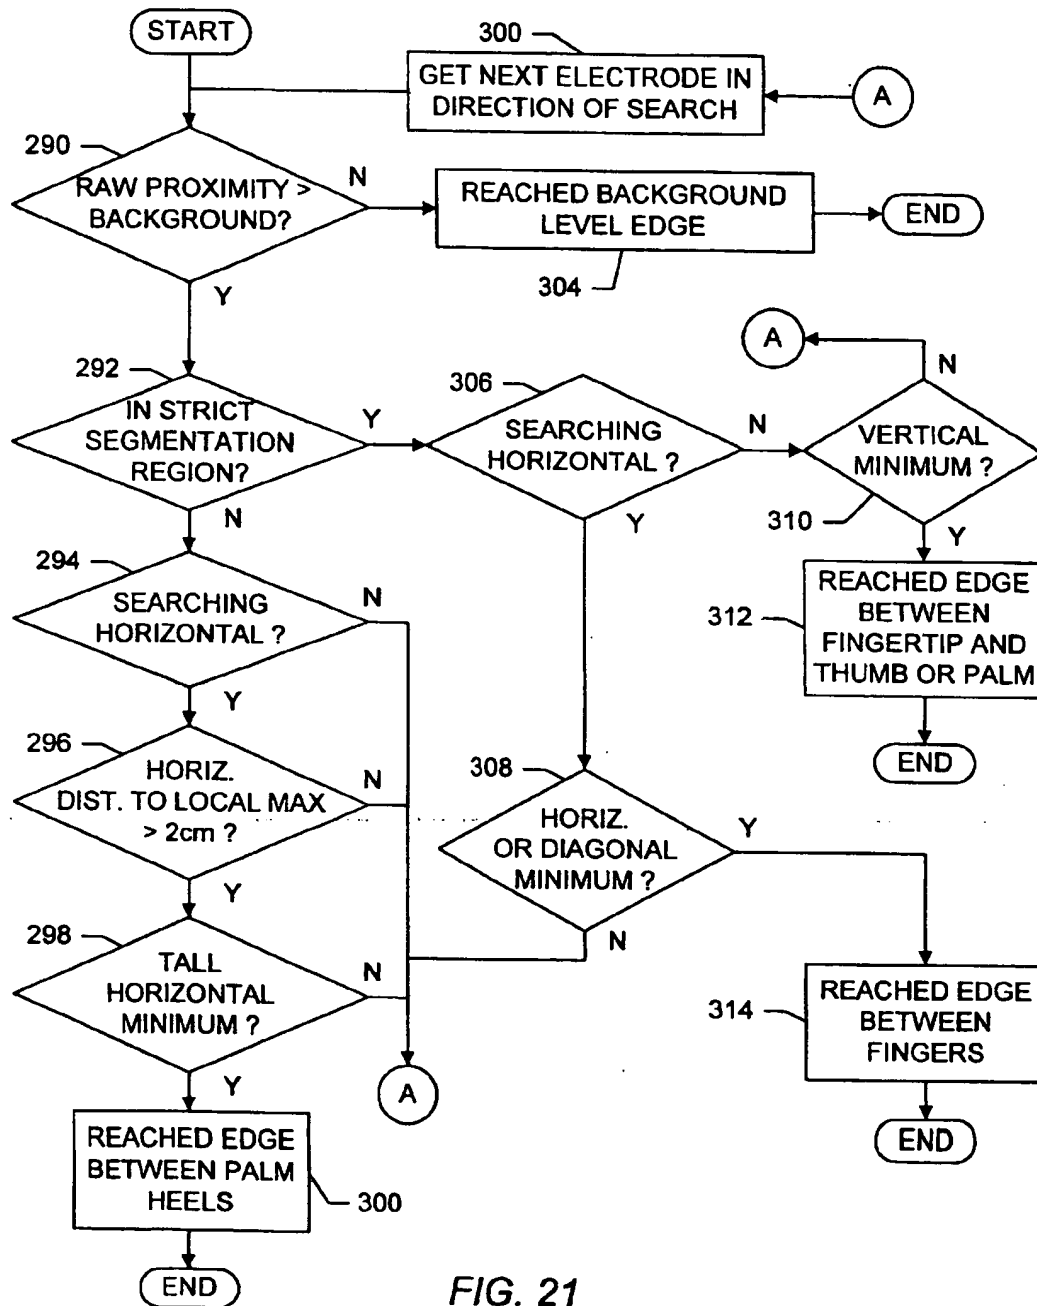 START
300
GET NEXT ELECTRODE IN
DIRECTION OF SEARCH
A
290
RAW PROXIMITY >
BACKGROUND?
N
REACHED BACKGROUND
LEVEL EDGE
304
END
Y
A
N
292
IN STRICT
SEGMENTATION
REGION?
Y
306
SEARCHING
HORIZONTAL ?
N
VERTICAL
MINIMUM ?
310
Y
N
Y
294
SEARCHING
HORIZONTAL ?
N
Y
312
REACHED EDGE
BETWEEN
FINGERTIP AND
THUMB OR PALM
END
296
HORIZ.
DIST. TO LOCAL MAX
> 2cm ?
N
Y
308
HORIZ.
OR DIAGONAL
MINIMUM ?
Y
N
298
TALL
HORIZONTAL
MINIMUM ?
N
Y
314
REACHED EDGE
BETWEEN
FINGERS
END
A
REACHED EDGE
BETWEEN PALM
HEELS
300
END
FIG. 21